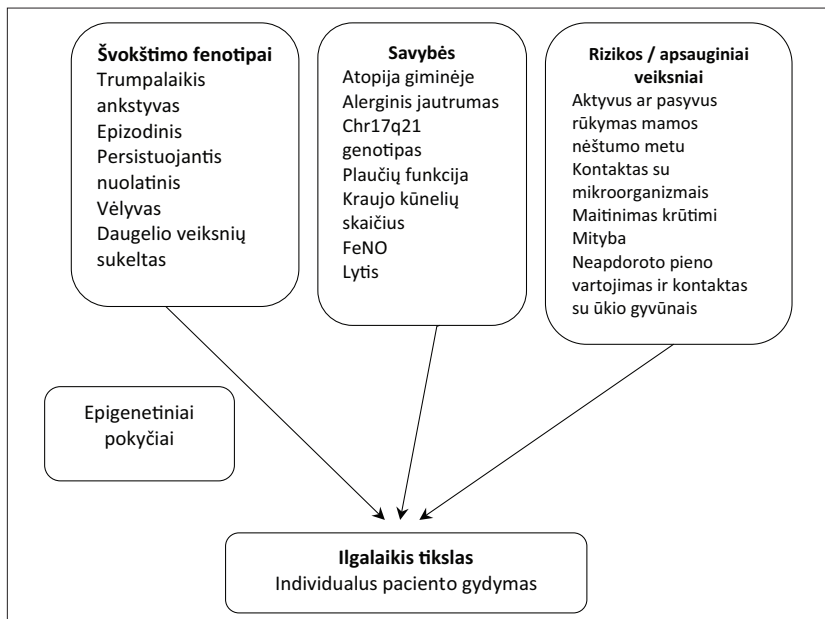 Švokštimo fenotipai
Trumpalaikis
ankstyvas
Epizodinis
Persistuojantis
nuolatinis
Vėlyvas
Daugelio veiksnių
sukeltas
Savybės
Atopija giminėje
Alerginis jautrumas
Chr17q21
genotipas
Plaučių funkcija
Kraujo kūnelių
skaičius
FeNO
Lytis
Rizikos / apsauginiai
veiksniai
Aktyvus ar pasyvus
rūkymas mamos
nėštumo metu
Kontaktas su
mikroorganizmais
Maitinimas krūtimi
Mityba
Neapdoroto pieno
vartojimas ir kontaktas
su ūkio gyvūnais
Epigenetiniai
pokyčiai
Ilgalaikis tikslas
Individualus paciento gydymas